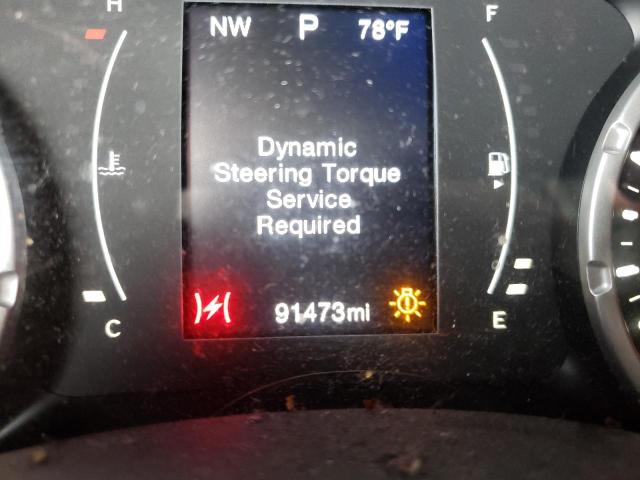 H
F
NW P 78°F
Dynamic
Steering Torque
Service
Required
91473mi
C
E